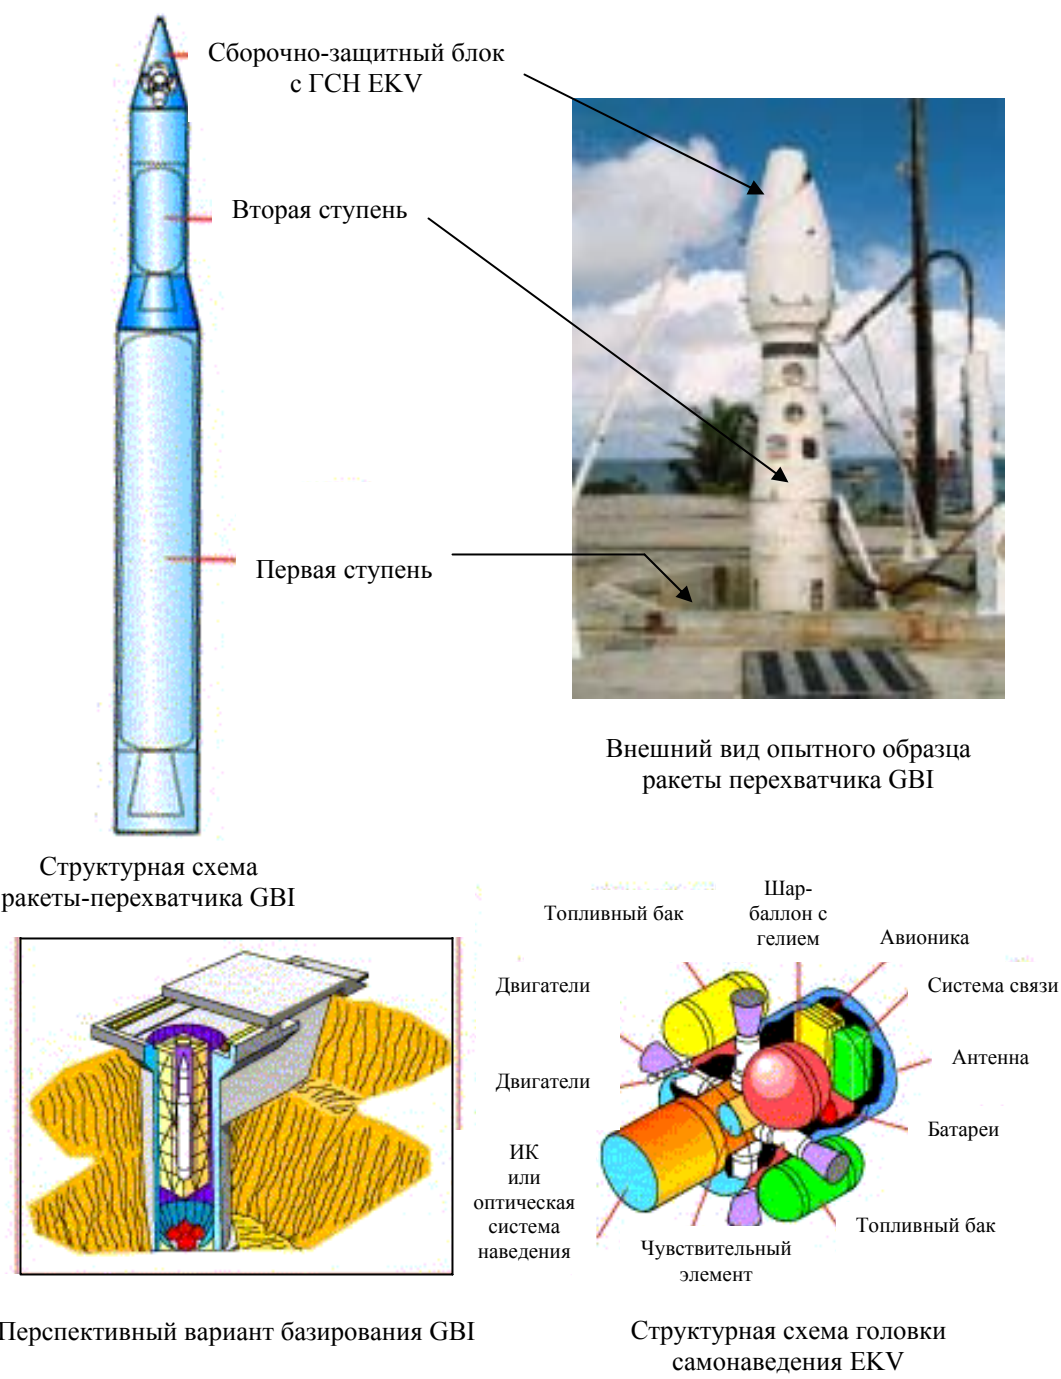 Сборочно-защитный блок
с ГСН EKV
Вторая ступень
Первая ступень
Внешний вид опытного образца
ракеты перехватчика GBI
Структурная схема
ракеты-перехватчика GBI
Топливный бак
Шар-
баллон с
гелием
Авионика
Двигатели
Система связи
Двигатели
Антенна
Батареи
ИК
или
оптическая
система
наведения
Топливный бак
Чувствительный
элемент
Перспективный вариант базирования GBI
Структурная схема головки
самонаведения EKV